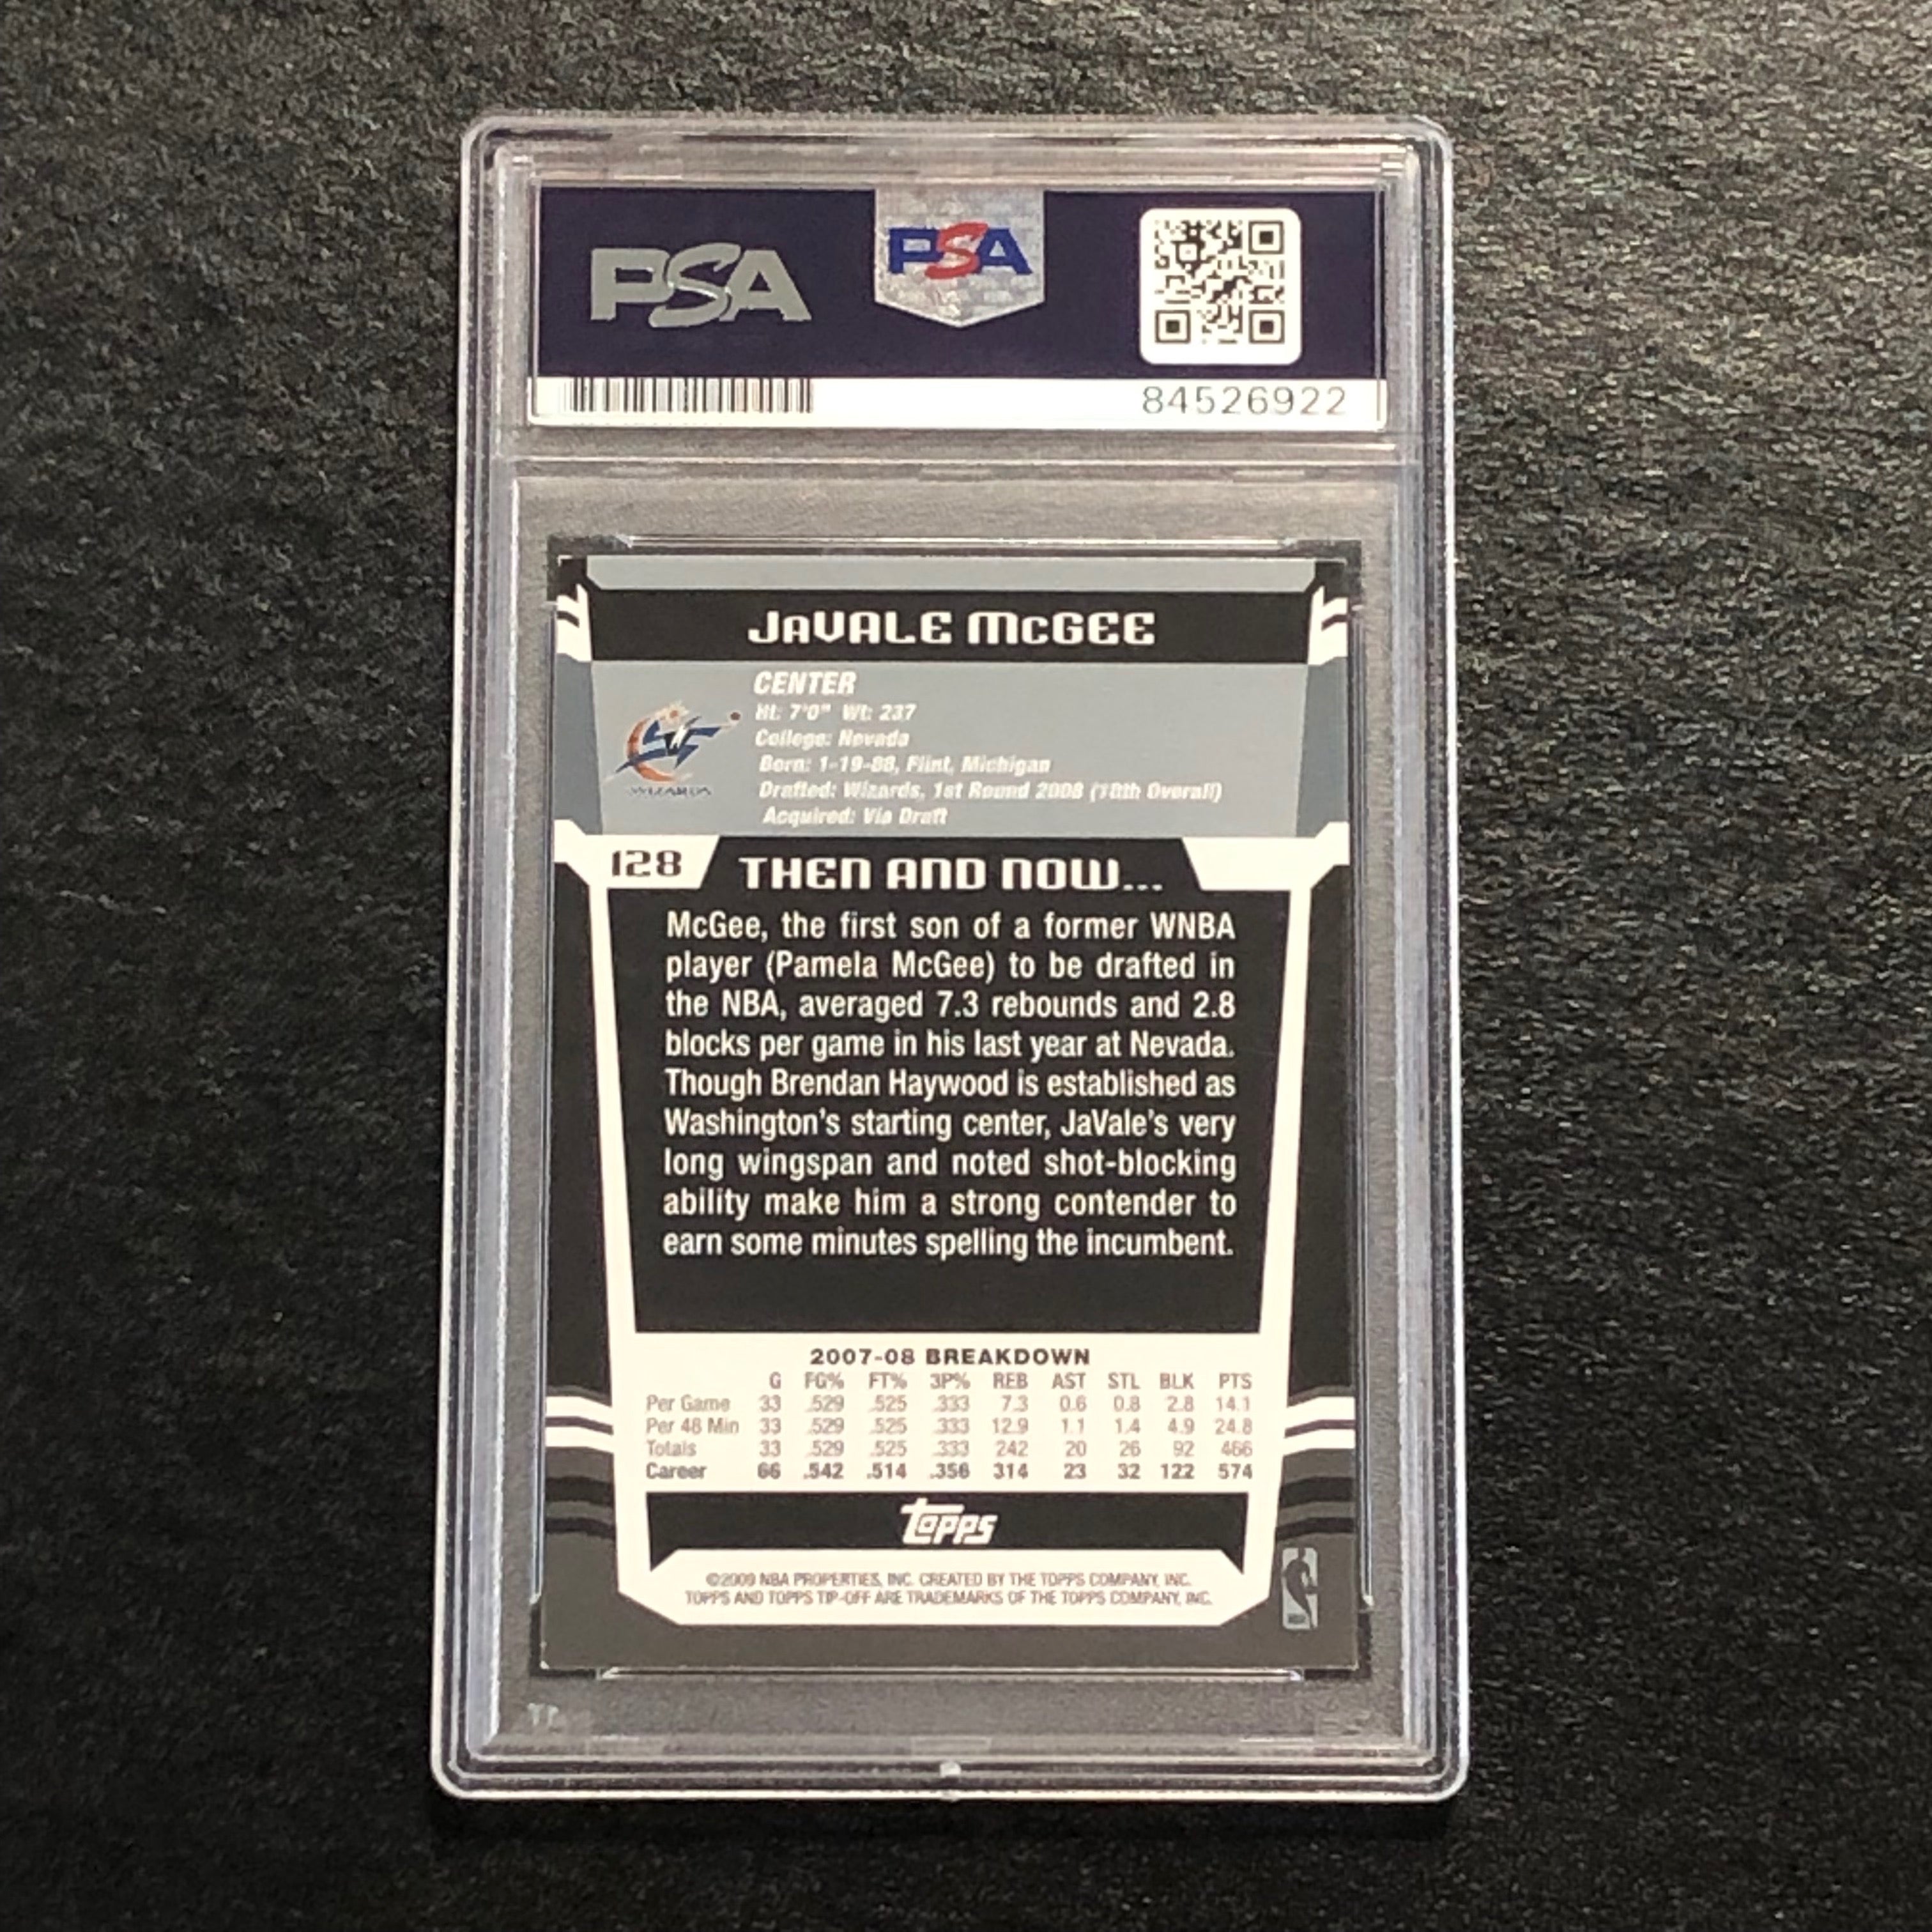 PSA
PSA
84526922
JaVALE McGEE
CENTER
Ht: 7'0" Wt: 237
College: Nevada
Born: 1-19-88, Flint, Michigan
Drafted: Wizards, 1st Round 2008 (18th Overall)
Acquired: Via Draft
WIZARDS
128
THEN AND NOW...
McGee, the first son of a former WNBA
player (Pamela McGee) to be drafted in
the NBA, averaged 7.3 rebounds and 2.8
blocks per game in his last year at Nevada.
Though Brendan Haywood is established as
Washington's starting center, JaVale's very
long wingspan and noted shot-blocking
ability make him a strong contender to
earn some minutes spelling the incumbent.
2007-08 BREAKDOWN
G FG% FT% 3P% REB AST STL BLK PTS
Per Game 33 .529 .525 .333 7.3 0.6 0.8 2.8 14.1
Per 48 Min 33 .529 .525 .333 12.9 1.1 1.4 4.9 24.8
Totals 33 .529 .525 .333 242 20 26 92 466
Career 66 .542 .514 .356 314 23 32 122 574
topps
©2009 NBA PROPERTIES, INC. CREATED BY THE TOPPS COMPANY, INC.
TOPPS AND TOPPS TIP-OFF ARE TRADEMARKS OF THE TOPPS COMPANY, INC.